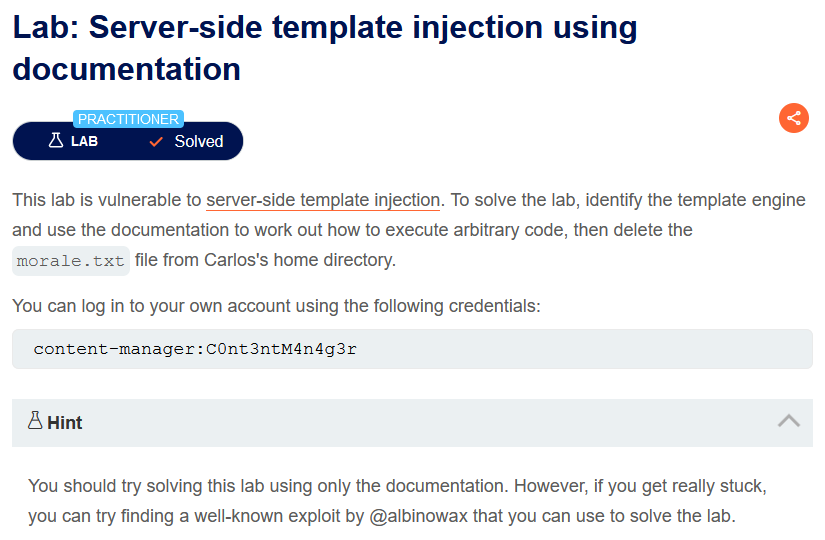 Lab: Server-side template injection using
documentation
PRACTITIONER
LAB Solved
This lab is vulnerable to server-side template injection. To solve the lab, identify the template engine
and use the documentation to work out how to execute arbitrary code, then delete the
morale.txt file from Carlos's home directory.
You can log in to your own account using the following credentials:
content-manager:C0nt3ntM4n4g3r
Hint
You should try solving this lab using only the documentation. However, if you get really stuck,
you can try finding a well-known exploit by @albinowax that you can use to solve the lab.